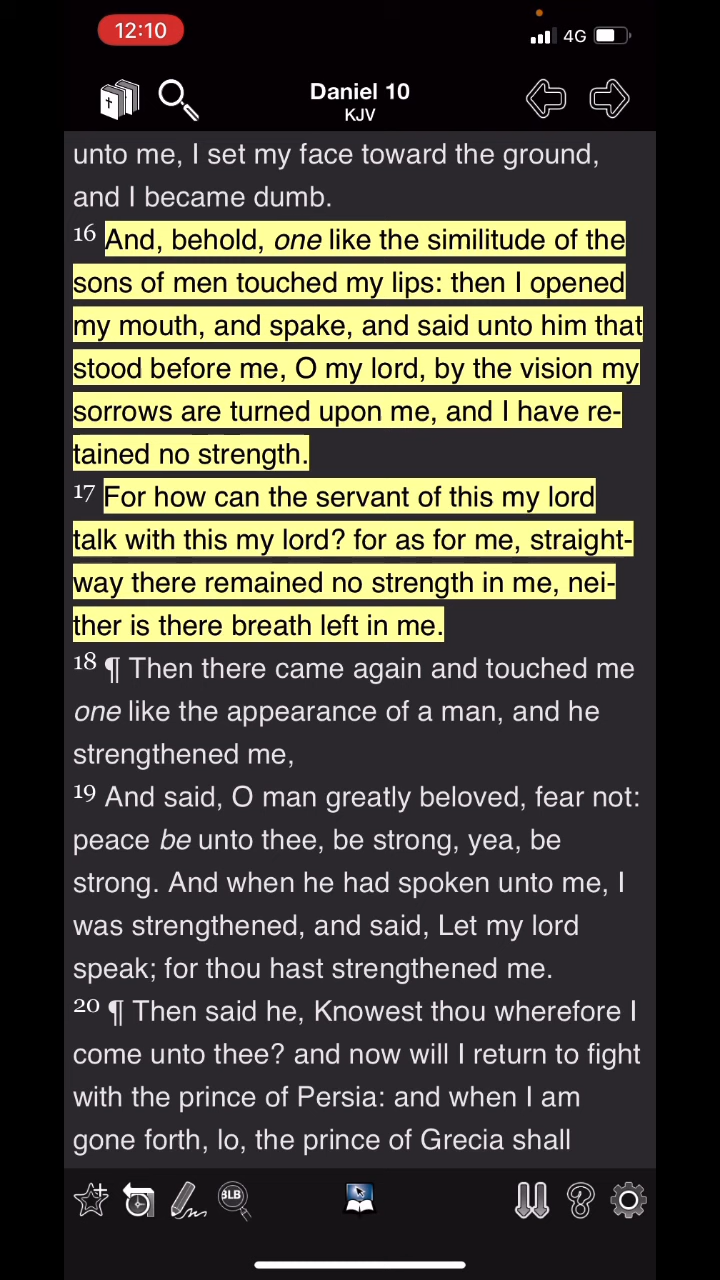 12:10
4G
Daniel 10
KJV
unto me, I set my face toward the ground,
and I became dumb.
16 And, behold, one like the similitude of the
sons of men touched my lips: then I opened
my mouth, and spake, and said unto him that
stood before me, O my lord, by the vision my
sorrows are turned upon me, and I have re-
tained no strength.
17 For how can the servant of this my lord
talk with this my lord? for as for me, straight-
way there remained no strength in me, nei-
ther is there breath left in me.
18 ¶ Then there came again and touched me
one like the appearance of a man, and he
strengthened me,
19 And said, O man greatly beloved, fear not:
peace be unto thee, be strong, yea, be
strong. And when he had spoken unto me, I
was strengthened, and said, Let my lord
speak; for thou hast strengthened me.
20 ¶ Then said he, Knowest thou wherefore I
come unto thee? and now will I return to fight
with the prince of Persia: and when I am
gone forth, lo, the prince of Grecia shall
BLB